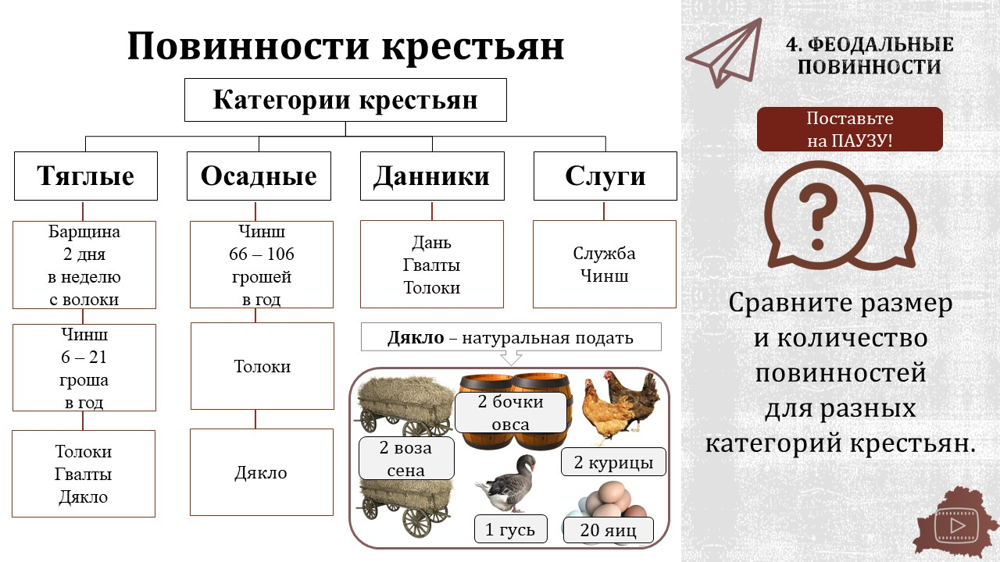 Повинности крестьян
Категории крестьян
Тяглые
Осадные
Данники
Слуги
Барщина
2 дня
в неделю
с волоки
Чинш
66 – 106
грошей
в год
Дань
Гвалты
Толоки
Служба
Чинш
Чинш
6 – 21
гроша
в год
Толоки
Дякло – натуральная подать
Толоки
Гвалты
Дякло
Дякло
2 бочки
овса
2 воза
сена
2 курицы
1 гусь
20 яиц
4. ФЕОДАЛЬНЫЕ
ПОВИННОСТИ
Поставьте
на ПАУЗУ!
Сравните размер
и количество
повинностей
для разных
категорий крестьян.